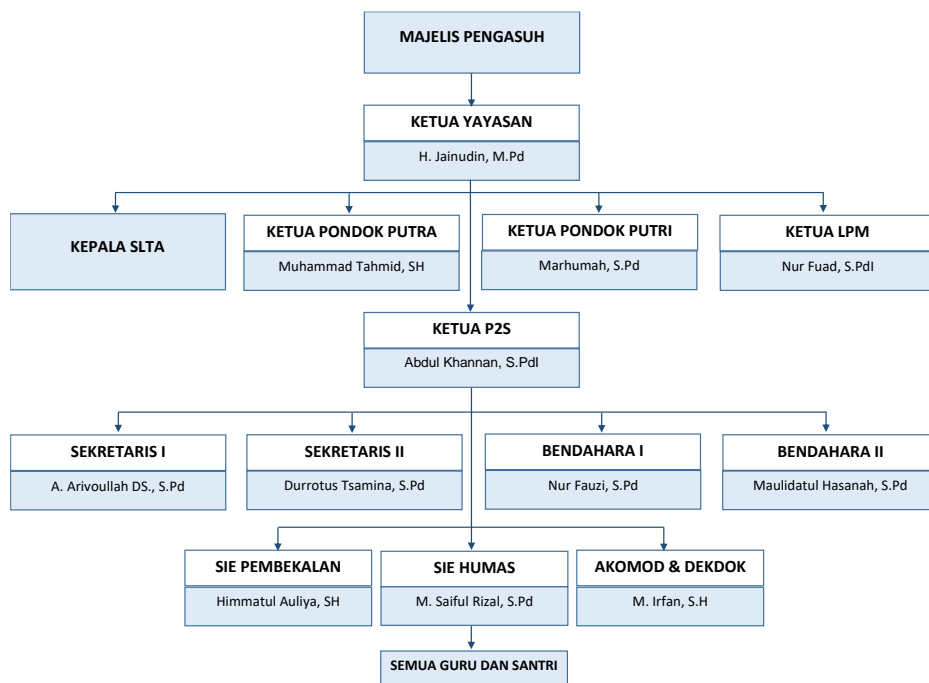 MAJELIS PENGASUH
KETUA YAYASAN
H. Jainudin, M.Pd
KEPALA SLTA
KETUA PONDOK PUTRA
Muhammad Tahmid, SH
KETUA PONDOK PUTRI
Marhumah, S.Pd
KETUA LPM
Nur Fuad, S.PdI
KETUA P2S
Abdul Khannan, S.PdI
SEKRETARIS I
A. Arivoullah DS., S.Pd
SEKRETARIS II
Durrotus Tsamina, S.Pd
BENDAHARA I
Nur Fauzi, S.Pd
BENDAHARA II
Maulidatul Hasanah, S.Pd
SIE PEMBEKALAN
Himmatul Auliya, SH
SIE HUMAS
M. Saiful Rizal, S.Pd
AKOMOD & DEKDOK
M. Irfan, S.H
SEMUA GURU DAN SANTRI